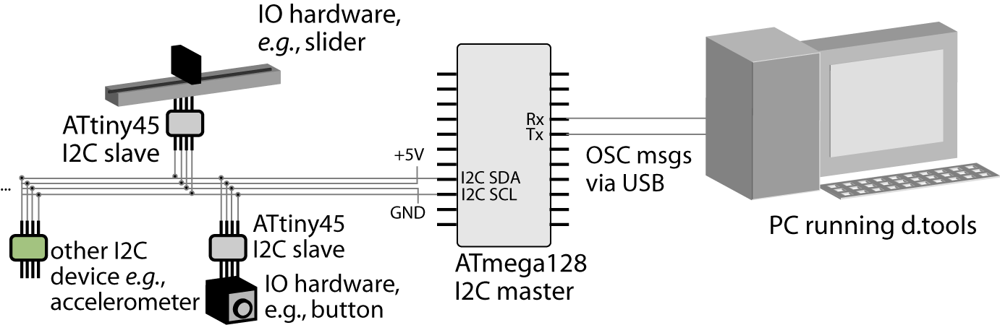 IO hardware,
e.g., slider
ATtiny45
I2C slave
+5V
GND
...
other I2C
device e.g.,
accelerometer
ATtiny45
I2C slave
IO hardware,
e.g., button
I2C SDA
I2C SCL
Rx
Tx
ATmega128
I2C master
OSC msgs
via USB
PC running d.tools